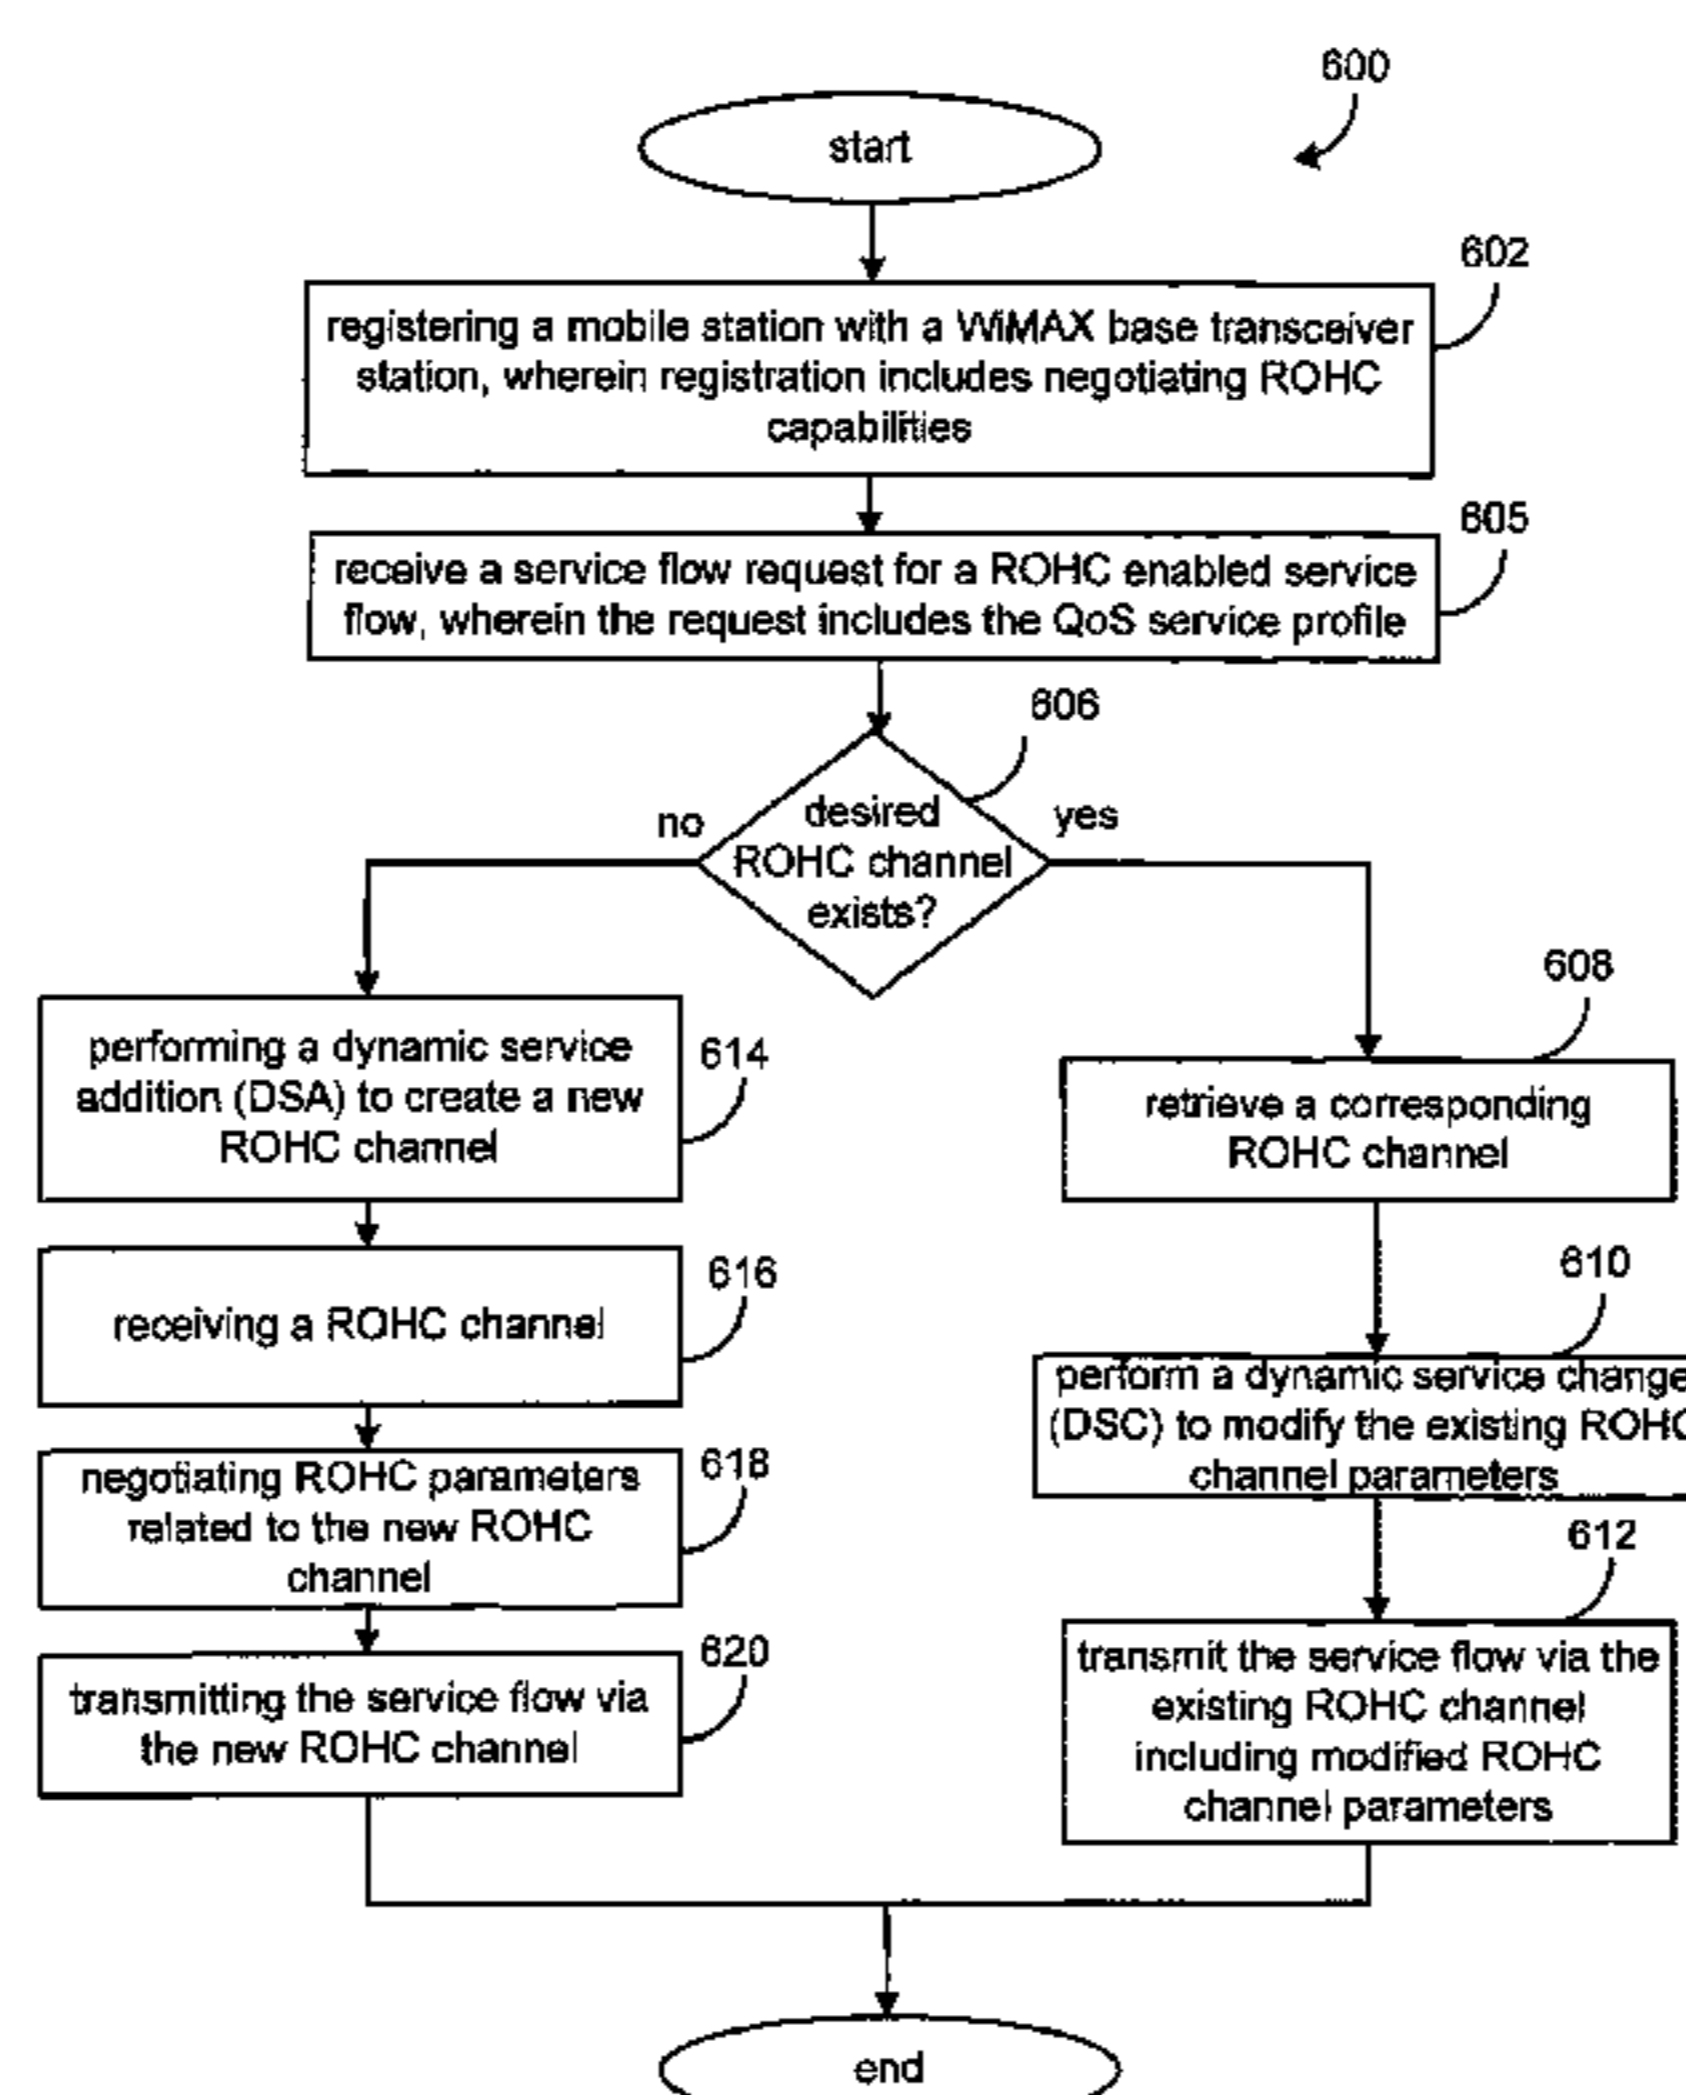 600
start
602
registering a mobile station with a WiMAX base transceiver
station, wherein registration includes negotiating ROHC
capabilities
605
receive a service flow request for a ROHC enabled service
flow, wherein the request includes the QoS service profile
606
no
yes
desired
ROHC channel
exists?
614
performing a dynamic service
addition (DSA) to create a new
ROHC channel
616
receiving a ROHC channel
618
negotiating ROHC parameters
related to the new ROHC
channel
620
transmitting the service flow via
the new ROHC channel
608
retrieve a corresponding
ROHC channel
610
perform a dynamic service change
(DSC) to modify the existing ROHC
channel parameters
612
transmit the service flow via the
existing ROHC channel
including modified ROHC
channel parameters
end